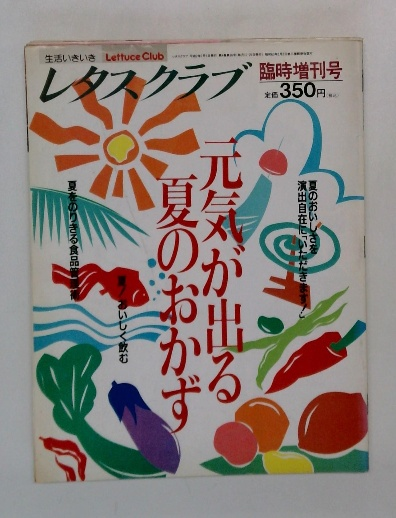 生活いきいき Lettuce Club
レタスクラブ
臨時増刊号
定価350円
元気が出る
夏のおかず
夏のおいしさを
演出自在に「いただきます!」
夏をのりきる食品管理術
おいしく飲む